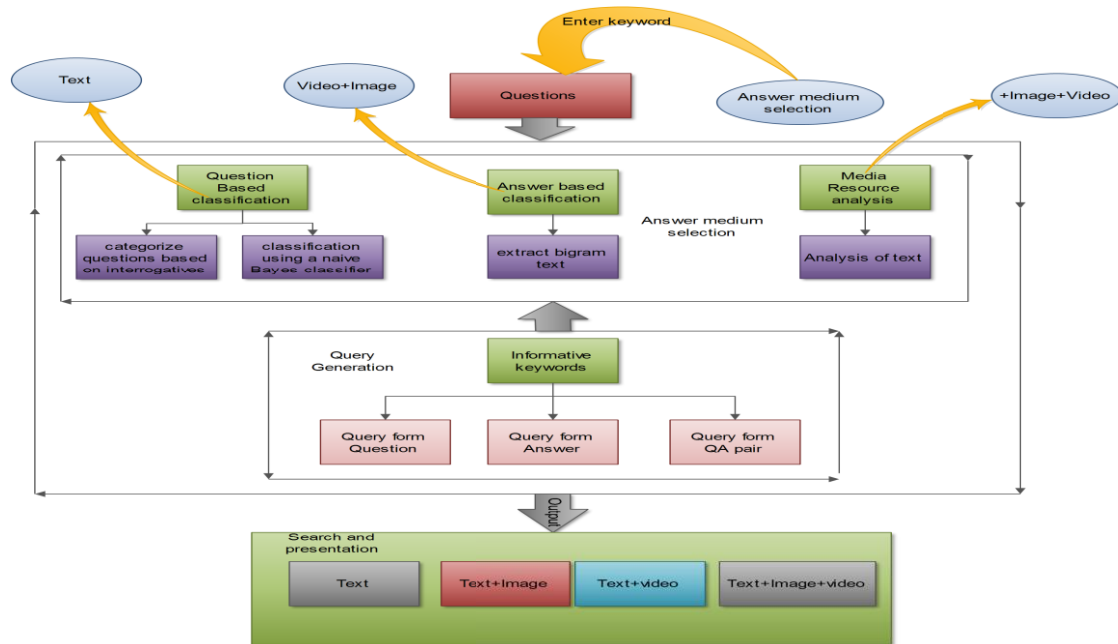 Enter keyword
Text
Video+Image
Questions
Answer medium
selection
+Image+Video
Question
Based
classification
Answer based
classification
Media
Resource
analysis
Answer medium
selection
categorize
questions based
on interrogatives
classification
using a naive
Bayes classifier
extract bigram
text
Analysis of text
Query
Generation
Informative
keywords
Query form
Question
Query form
Answer
Query form
QA pair
Output
Search and
presentation
Text
Text+Image
Text+video
Text+Image+video